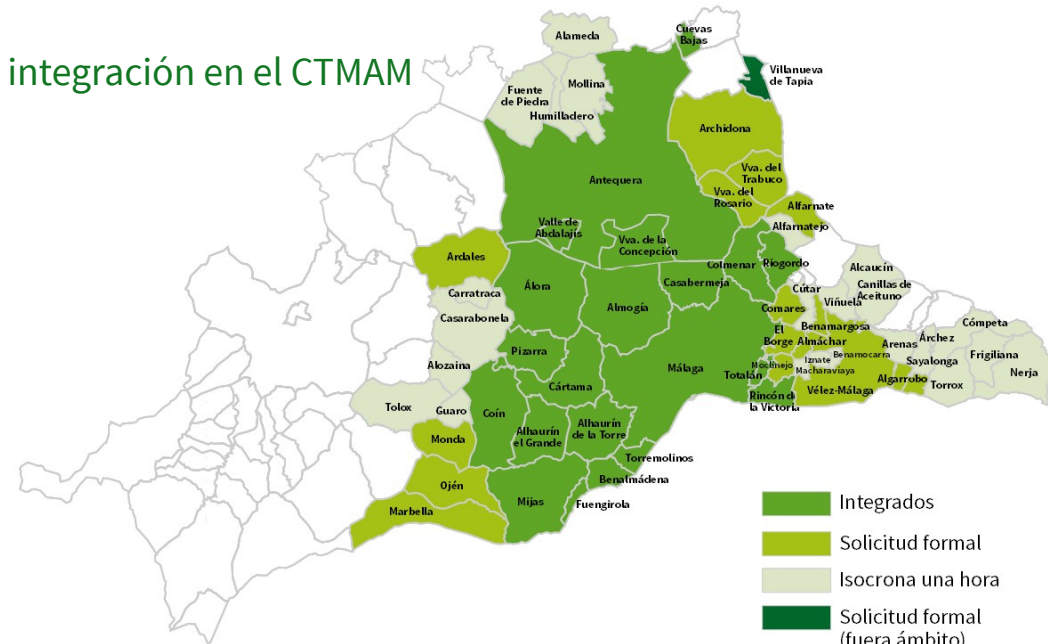 integración en el CTMAM
Alameda
Cuevas
Bajas
Villanueva
de Tapia
Fuente
de Piedra
Mollina
Humilladero
Archidona
Antequera
Vva. del
Trabuco
Vva. del
Rosario
Alfarnate
Alfarnatejo
Valle de
Abdalajís
Vva. de la
Concepción
Ardales
Colmenar
Riogordo
Alcaucín
Canillas de
Aceituno
Carratraca
Álora
Almogía
Casabermeja
Cútar
Viñuela
Casarabonela
Comares
Benamargosa
Cómpeta
El
Borge
Almáchar
Arenas
Árchez
Pizarra
Iznate
Benamocarra
Sayalonga
Frigiliana
Alozaina
Málaga
Totalán
Moclinejo
Macharaviaya
Nerja
Cártama
Vélez-Málaga
Algarrobo
Torrox
Tolox
Guaro
Coín
Rincón de
la Victoria
Alhaurín
el Grande
Alhaurín
de la Torre
Monda
Torremolinos
Ojén
Benalmádena
Mijas
Fuengirola
Marbella
Integrados
Solicitud formal
Isocrona una hora
Solicitud formal
(fuera ámbito)